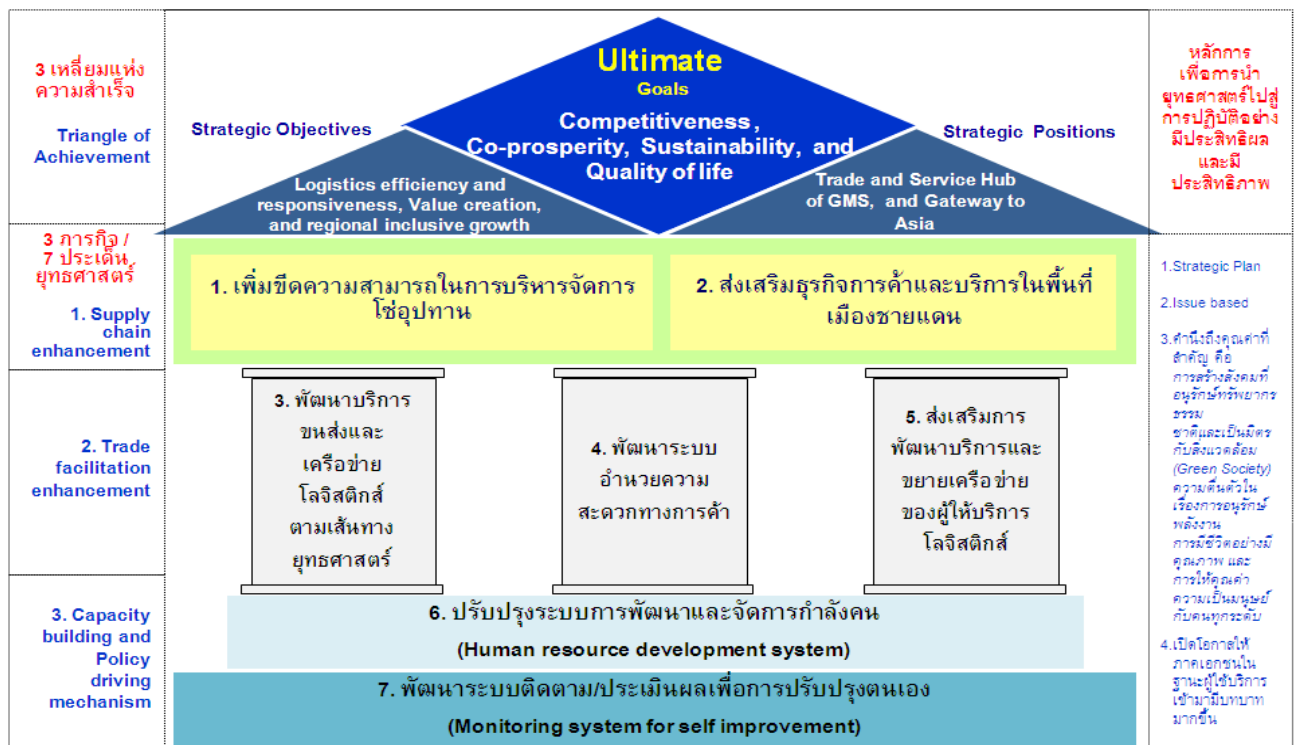 3 เหลี่ยมแห่ง
ความสำเร็จ
Triangle of
Achievement
Strategic Objectives
Ultimate
Goals
Competitiveness,
Co-prosperity, Sustainability, and
Quality of life
Strategic Positions
Logistics efficiency and
responsiveness, Value creation,
and regional inclusive growth
Trade and Service Hub
of GMS, and Gateway to
Asia
หลักการ
เพื่อการนำ
ยุทธศาสตร์ไปสู่
การปฏิบัติอย่าง
มีประสิทธิผล
และมี
ประสิทธิภาพ
3 ภารกิจ /
7 ประเด็น
ยุทธศาสตร์
1. Supply
chain
enhancement
1. เพิ่มขีดความสามารถในการบริหารจัดการ
โซ่อุปทาน
2. ส่งเสริมธุรกิจการค้าและบริการในพื้นที่
เมืองชายแดน
2. Trade
facilitation
enhancement
3. พัฒนาบริการ
ขนส่งและ
เครือข่าย
โลจิสติกส์
ตามเส้นทาง
ยุทธศาสตร์
4. พัฒนาระบบ
อำนวยความ
สะดวกทางการค้า
5. ส่งเสริมการ
พัฒนาบริการและ
ขยายเครือข่าย
ของผู้ให้บริการ
โลจิสติกส์
3. Capacity
building and
Policy
driving
mechanism
6. ปรับปรุงระบบการพัฒนาและจัดการกำลังคน
(Human resource development system)
7. พัฒนาระบบติดตาม/ประเมินผลเพื่อการปรับปรุงตนเอง
(Monitoring system for self improvement)
1.Strategic Plan
2.Issue based
3.คำนึงถึงคุณค่าที่
สำคัญ คือ
การสร้างสังคมที่
อนุรักษ์ทรัพยากร
ธรรม
ชาติและเป็นมิตร
กับสิ่งแวดล้อม
(Green Society)
ความตื่นตัวใน
เรื่องการอนุรักษ์
พลังงาน
การมีชีวิตอย่างมี
คุณภาพ และ
การให้คุณค่า
ความเป็นมนุษย์
กับคนทุกระดับ
4.เปิดโอกาสให้
ภาคเอกชนใน
ฐานะผู้ใช้บริการ
เข้ามามีบทบาท
มากขึ้น